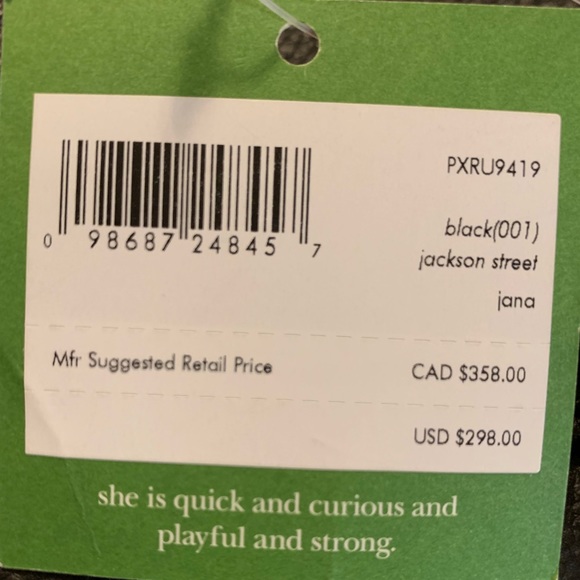 PXRU9419
0 98687 24845 7
black(001)
jackson street
jana
Mfr Suggested Retail Price CAD $358.00
USD $298.00
she is quick and curious and
playful and strong.